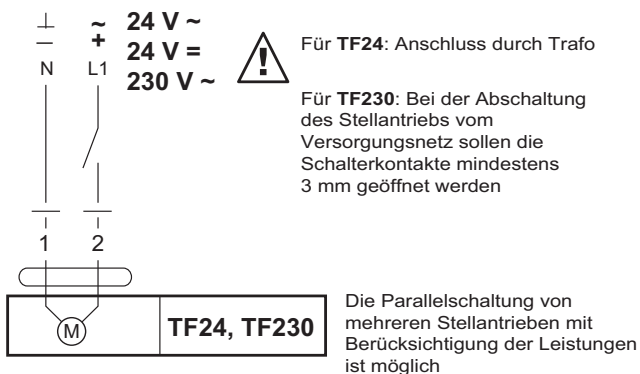 ⊥ ~ 24 V ~
– + 24 V =
N L1 230 V ~
!
Für TF24: Anschluss durch Trafo
Für TF230: Bei der Abschaltung
des Stellantriebs vom
Versorgungsnetz sollen die
Schalterkontakte mindestens
3 mm geöffnet werden
1 2
M
TF24, TF230
Die Parallelschaltung von
mehreren Stellantrieben mit
Berücksichtigung der Leistungen
ist möglich